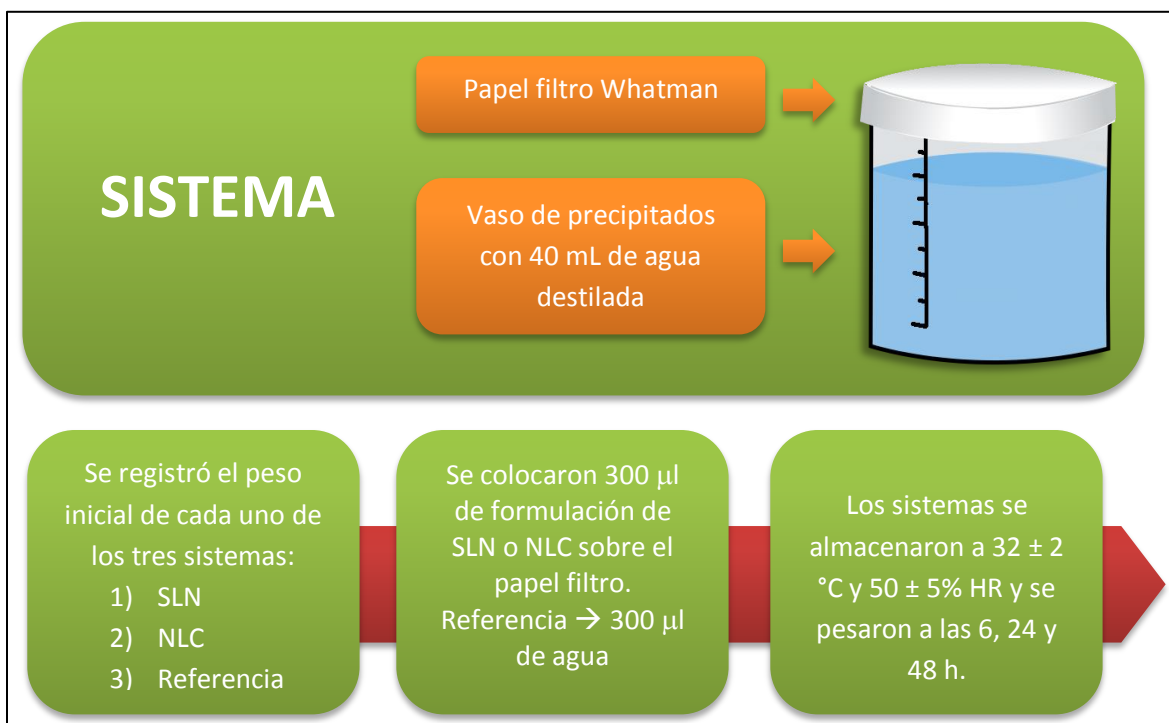 SISTEMA
Papel filtro Whatman
Vaso de precipitados
con 40 mL de agua
destilada
Se registró el peso
inicial de cada uno de
los tres sistemas:
1) SLN
2) NLC
3) Referencia
Se colocaron 300 µl
de formulación de
SLN o NLC sobre el
papel filtro.
Referencia → 300 µl
de agua
Los sistemas se
almacenaron a 32 ± 2
°C y 50 ± 5% HR y se
pesaron a las 6, 24 y
48 h.